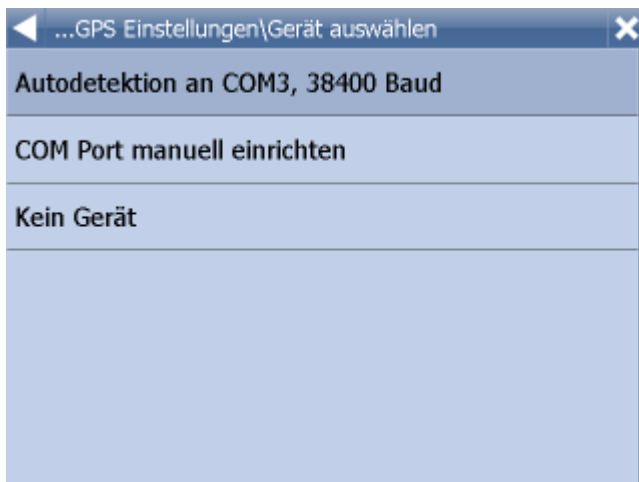 ...GPS Einstellungen\Gerät auswählen
Autodetektion an COM3, 38400 Baud
COM Port manuell einrichten
Kein Gerät